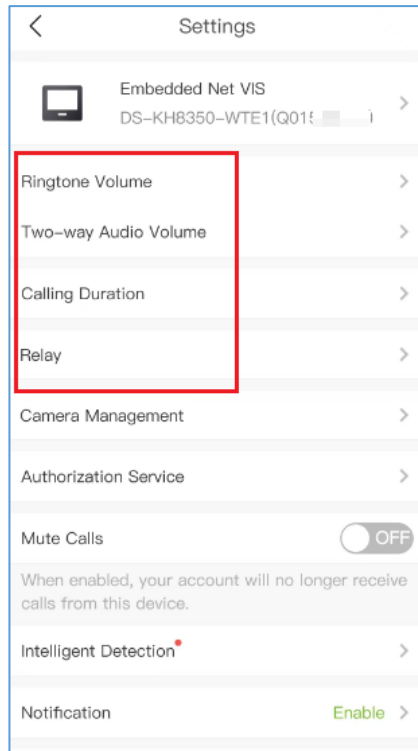 Settings
Embedded Net VIS
DS-KH8350-WTE1(Q015
Ringtone Volume
Two-way Audio Volume
Calling Duration
Relay
Camera Management
Authorization Service
Mute Calls
OFF
When enabled, your account will no longer receive
calls from this device.
Intelligent Detection
Notification
Enable